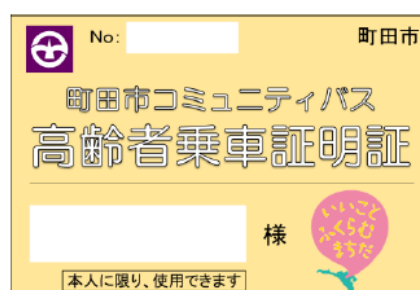 No:
町田市
町田市コミュニティバス
高齢者乗車証明証
様
いいこと
ふくらむ
まちだ
本人に限り、使用できます